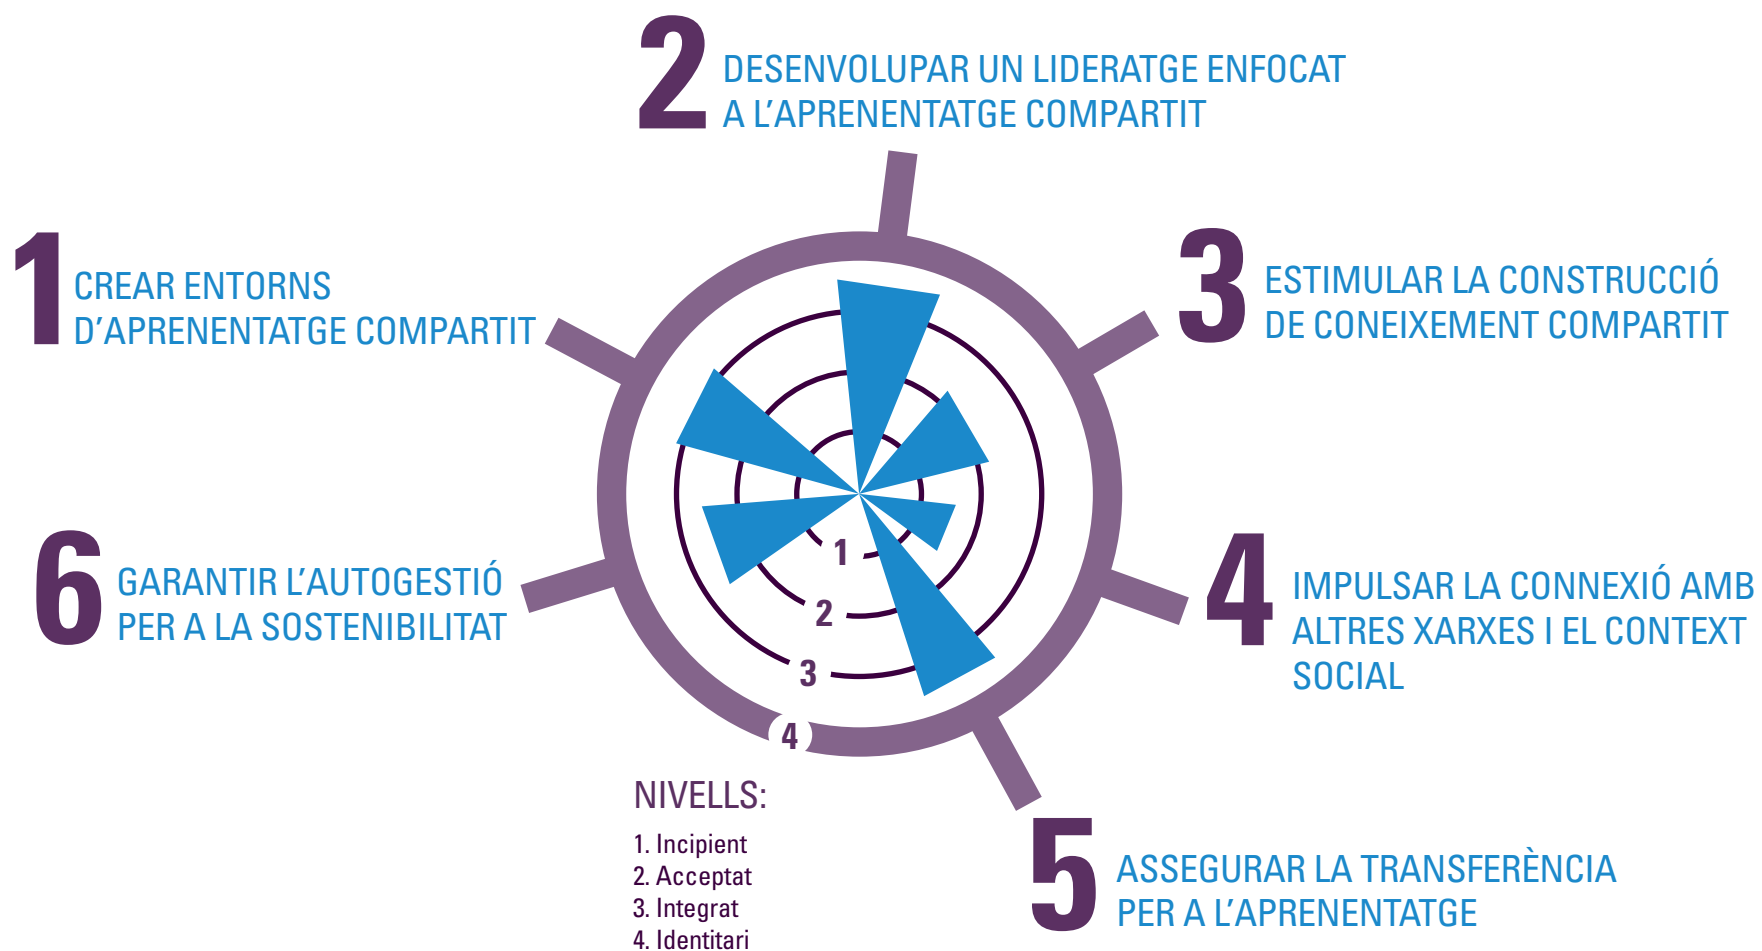 2
DESENVOLUPAR UN LIDERATGE ENFOCAT
A L’APRENENTATGE COMPARTIT
1
CREAR ENTORNS
D’APRENENTATGE COMPARTIT
3
ESTIMULAR LA CONSTRUCCIÓ
DE CONEIXEMENT COMPARTIT
6
GARANTIR L’AUTOGESTIÓ
PER A LA SOSTENIBILITAT
4
IMPULSAR LA CONNEXIÓ AMB
ALTRES XARXES I EL CONTEXT
SOCIAL
1
2
3
4
NIVELLS:
1. Incipient
2. Acceptat
3. Integrat
4. Identitari
5
ASSEGURAR LA TRANSFERÈNCIA
PER A L’APRENENTATGE